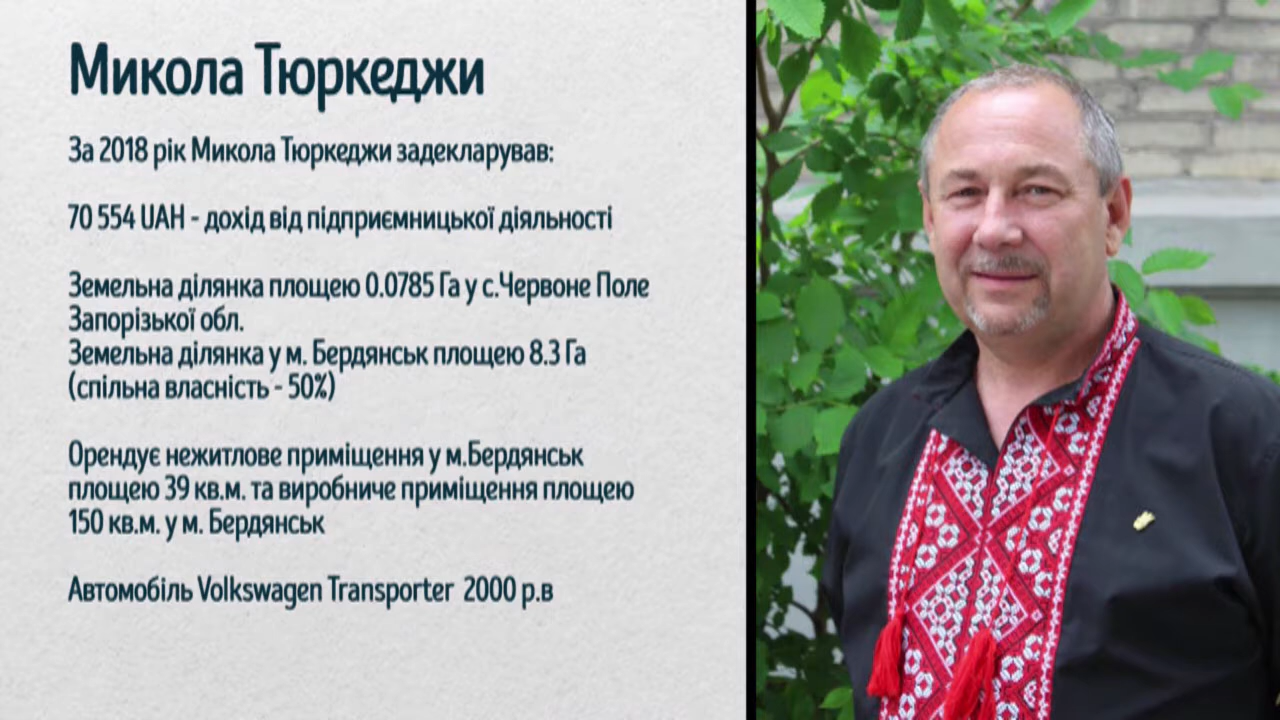 Микола Тюркеджи
За 2018 рік Микола Тюркеджи задекларував:
70 554 UAH - дохід від підприємницької діяльності
Земельна ділянка площею 0.0785 Га у с.Червоне Поле
Запорізької обл.
Земельна ділянка у м. Бердянськ площею 8.3 Га
(спільна власність - 50%)
Орендує нежитлове приміщення у м.Бердянськ
площею 39 кв.м. та виробниче приміщення площею
150 кв.м. у м. Бердянськ
Автомобіль Volkswagen Transporter 2000 р.в